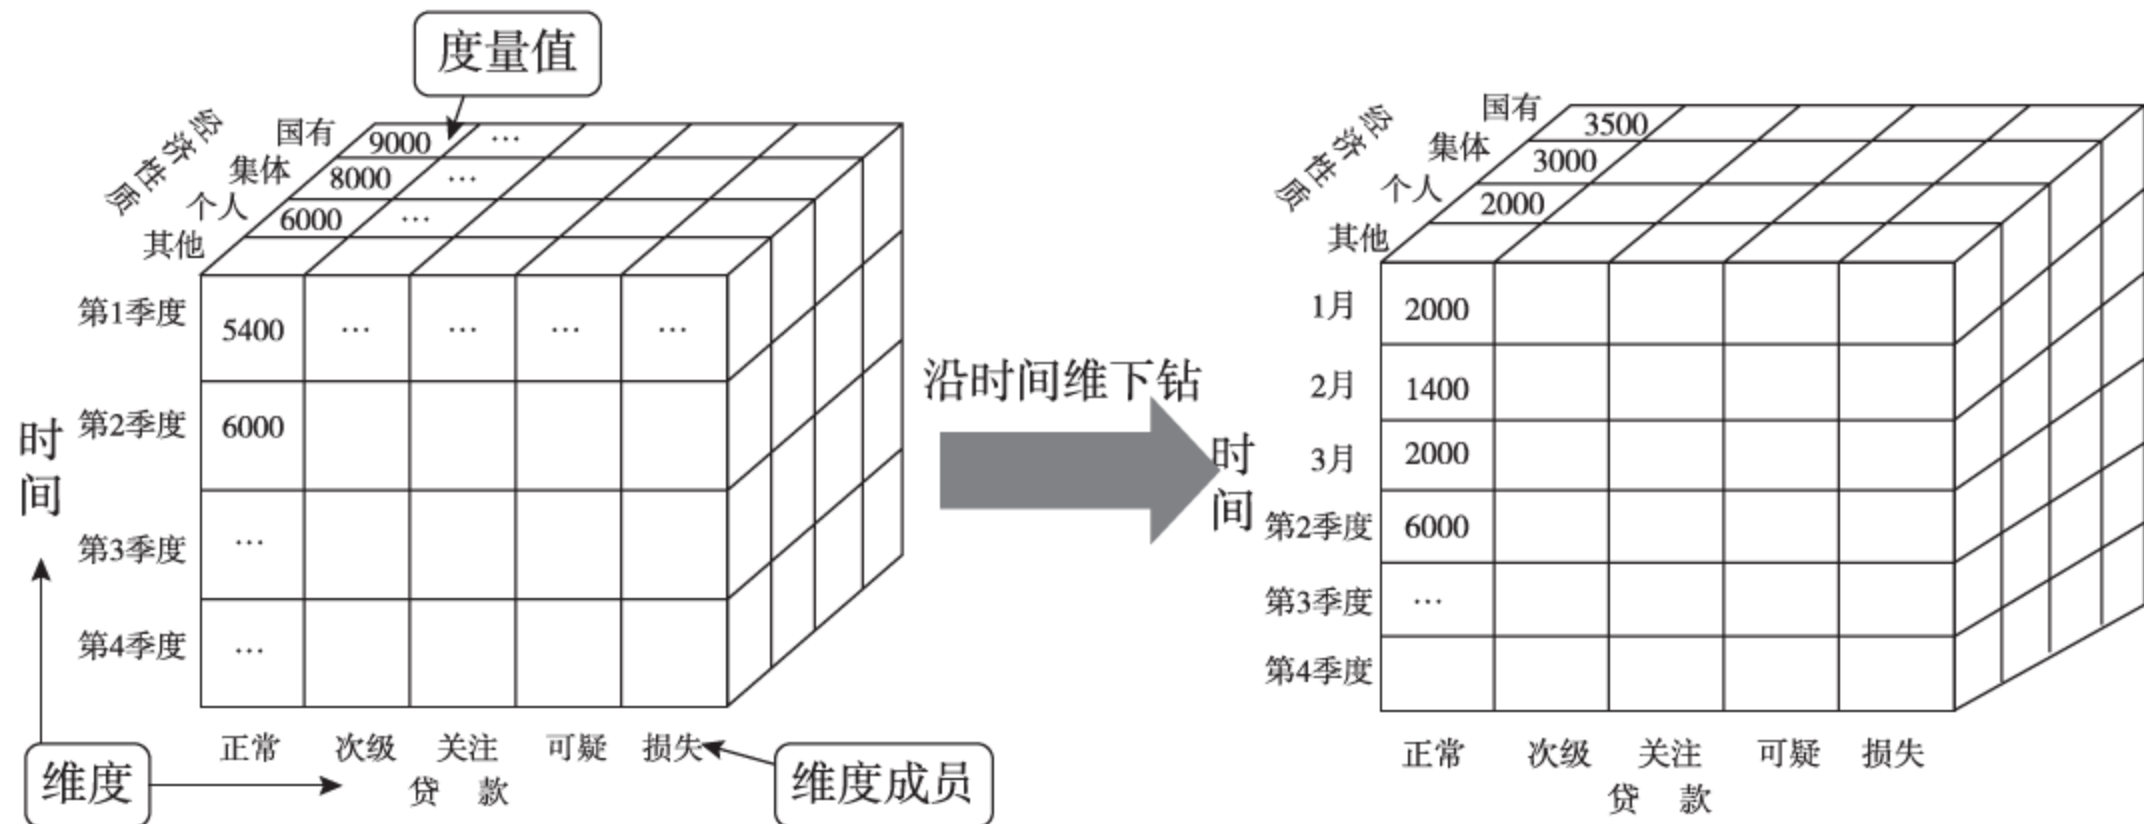 度量值
经济性质
国有 9000 …
集体 8000 …
个人 6000 …
其他
第1季度 5400 … … … …
第2季度 6000
第3季度 …
第4季度 …
时间
正常 次级 关注 可疑 损失
贷 款
维度
维度成员
沿时间维下钻
经济性质
国有 3500
集体 3000
个人 2000
其他
1月 2000
2月 1400
3月 2000
第2季度 6000
第3季度 …
第4季度
时间
正常 次级 关注 可疑 损失
贷 款